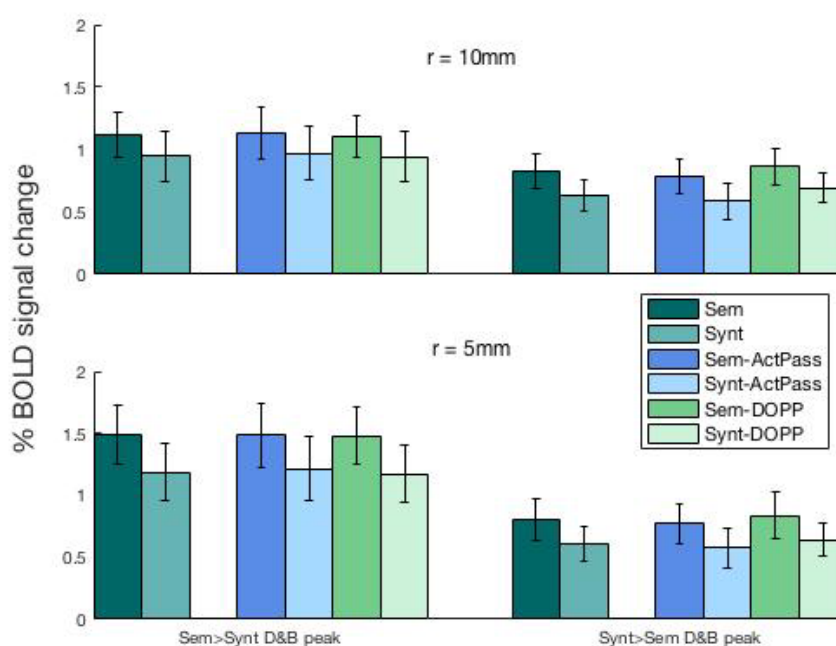 2
r = 10mm
1.5
1
0.5
0
% BOLD signal change
Sem
Synt
Sem-ActPass
Synt-ActPass
Sem-DOPP
Synt-DOPP
r = 5mm
2
1.5
1
0.5
0
Sem>Synt D&B peak
Synt>Sem D&B peak